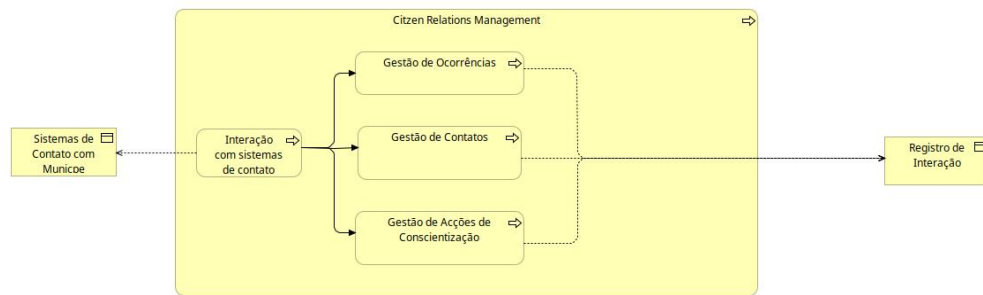 Citzen Relations Management
Gestão de Ocorrências
Sistemas de
Contato com
Municpe
Interação
com sistemas
de contato
Gestão de Contatos
Gestão de Acções de
Conscientização
Registro de
Interação